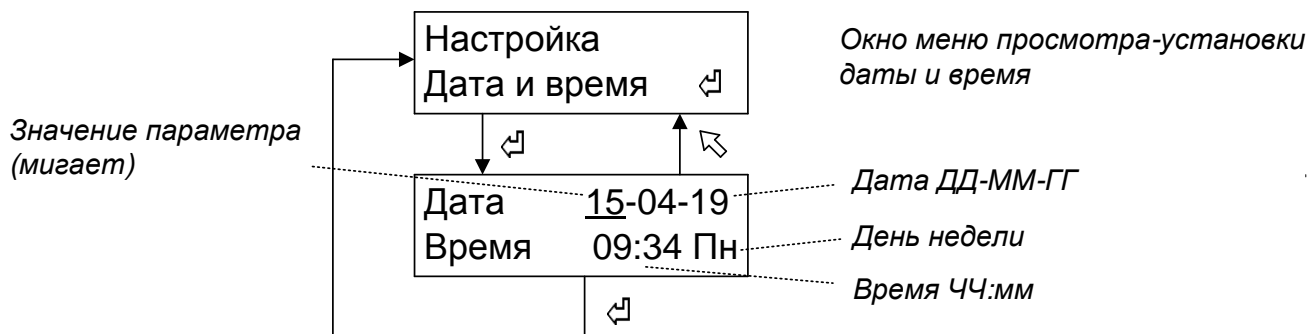 Настройка
Дата и время ⏎
Окно меню просмотра-установки
даты и время
Значение параметра
(мигает)
Дата 15-04-19
Время 09:34 Пн
Дата ДД-ММ-ГГ
День недели
Время ЧЧ:мм